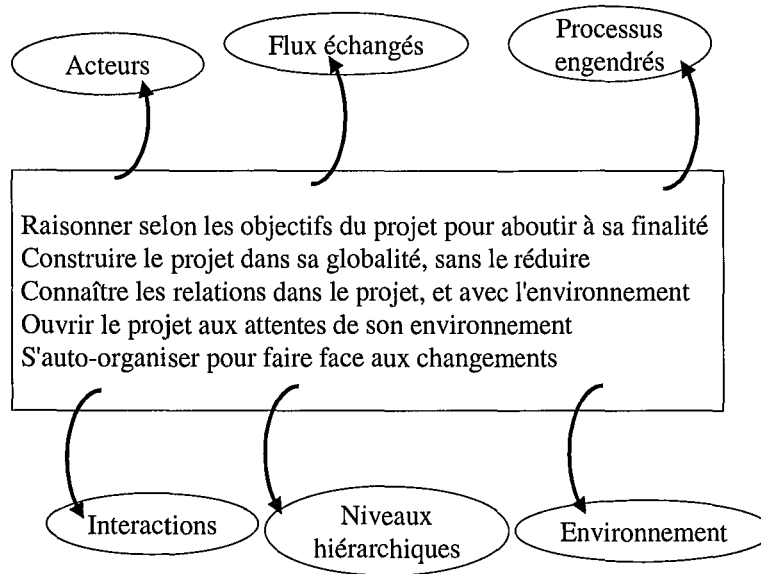 Acteurs
Flux échangés
Processus
engendrés
Raisonner selon les objectifs du projet pour aboutir à sa finalité
Construire le projet dans sa globalité, sans le réduire
Connaître les relations dans le projet, et avec l'environnement
Ouvrir le projet aux attentes de son environnement
S'auto-organiser pour faire face aux changements
Interactions
Niveaux
hiérarchiques
Environnement